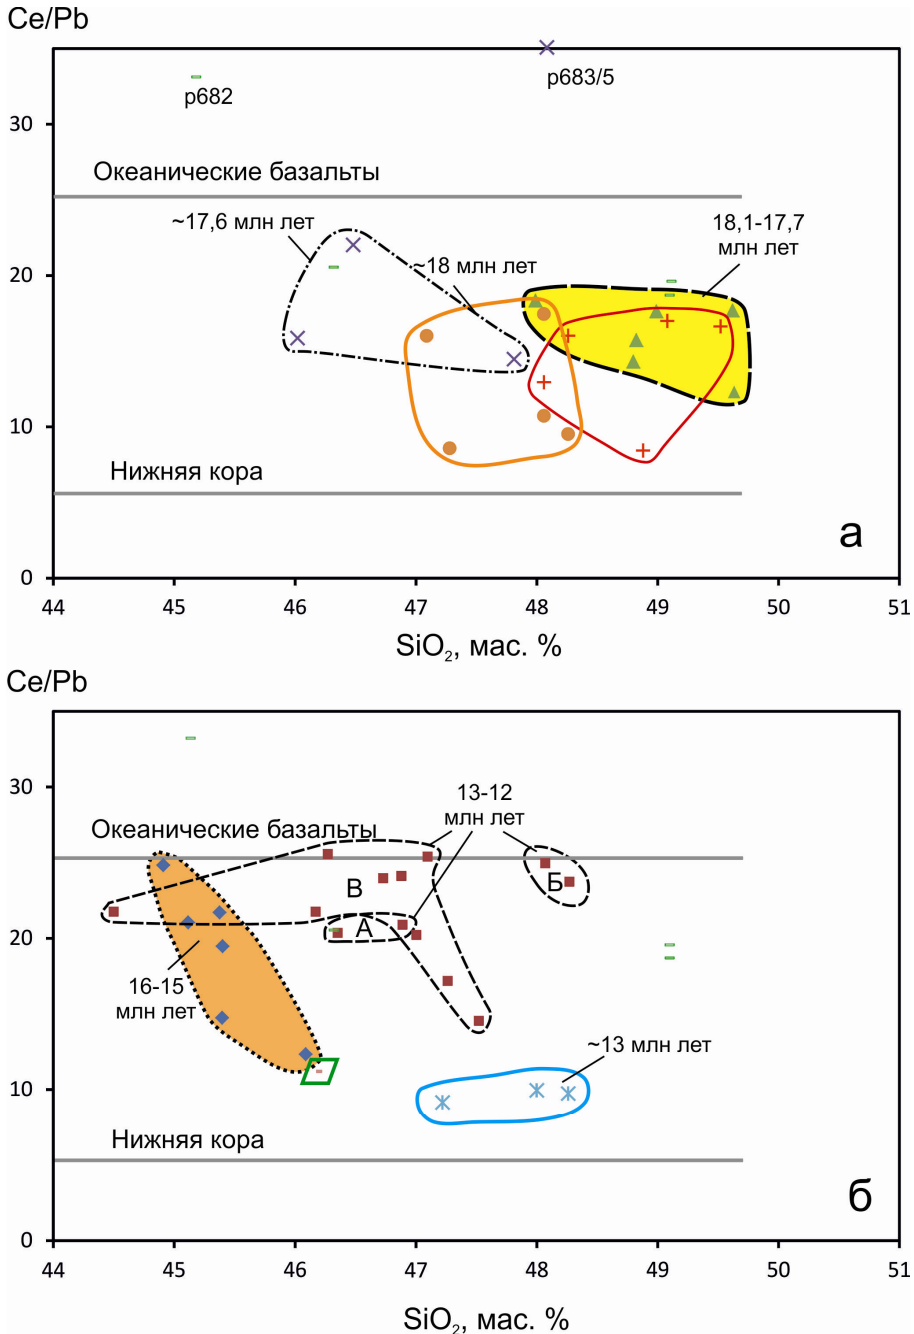 Ce/Pb
p683/5
p682
30
Океанические базальты
~17,6 млн лет
18,1-17,7
млн лет
~18 млн лет
20
10
Нижняя кора
а
0
44 45 46 47 48 49 50 51
SiO₂, мас. %
Ce/Pb
30
13-12
млн лет
Океанические базальты
Б
В
А
20
16-15
млн лет
~13 млн лет
10
Нижняя кора
б
0
44 45 46 47 48 49 50 51
SiO₂, мас. %